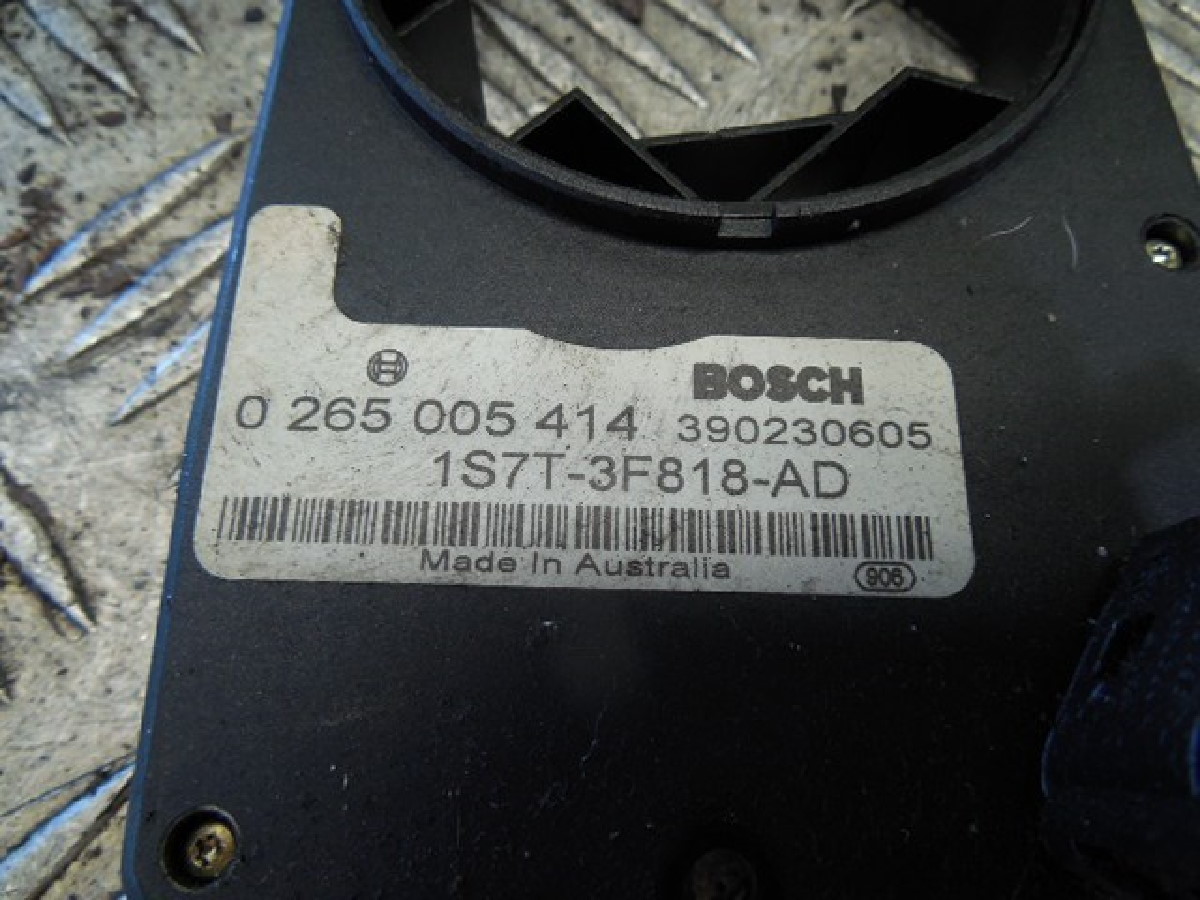 BOSCH
0 265 005 414 390230605
1S7T-3F818-AD
Made In Australia
906